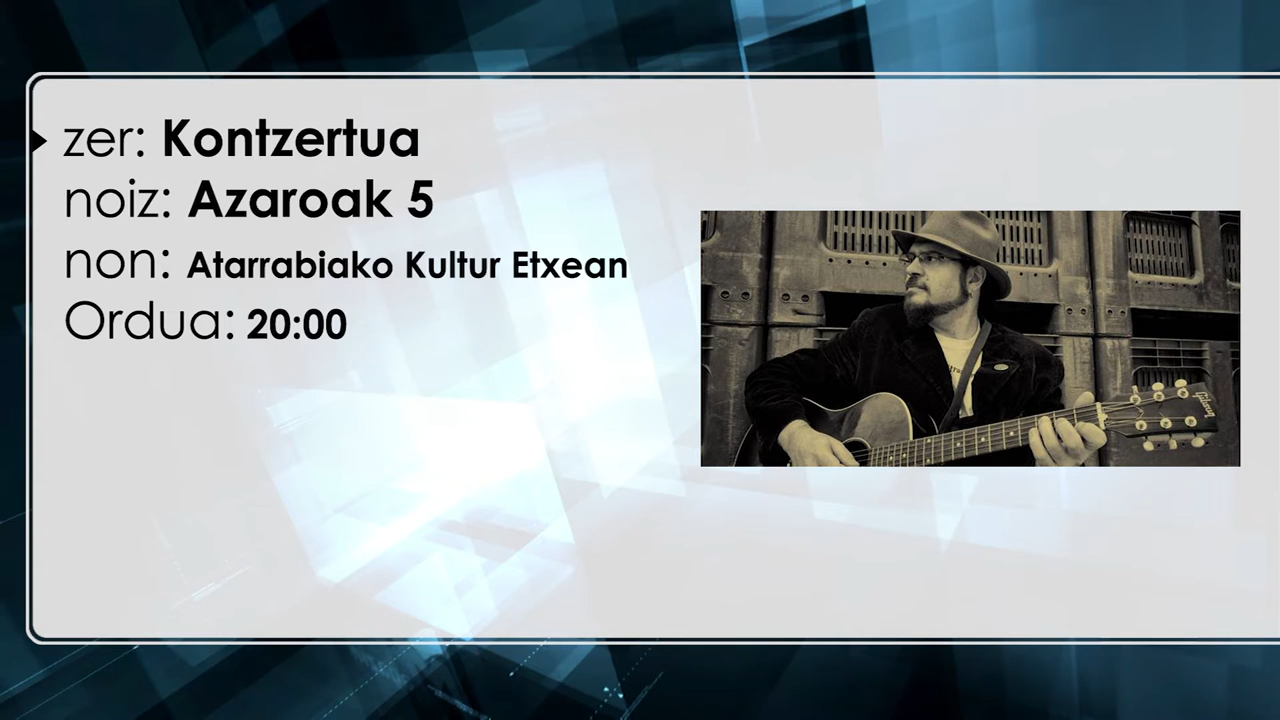 zer: Kontzertua
noiz: Azaroak 5
non: Atarrabiako Kultur Etxean
Ordua: 20:00
Gibson